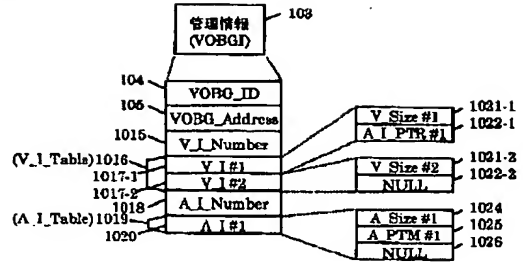 管理情報
(VOBGI)
103
104
VOBG_ID
106
VOBG_Address
1015
V_I_Number
(V_I_Table) 1016
1017-1
V_I#1
1017-2
V_I#2
1018
A_I_Number
(A_I_Table) 1019
1020
A_I#1
V_Size #1
1021-1
A_I_PTR #1
1022-1
V_Size #2
1021-2
NULL
1022-2
A_Size #1
1024
A_PTM #1
1025
NULL
1026